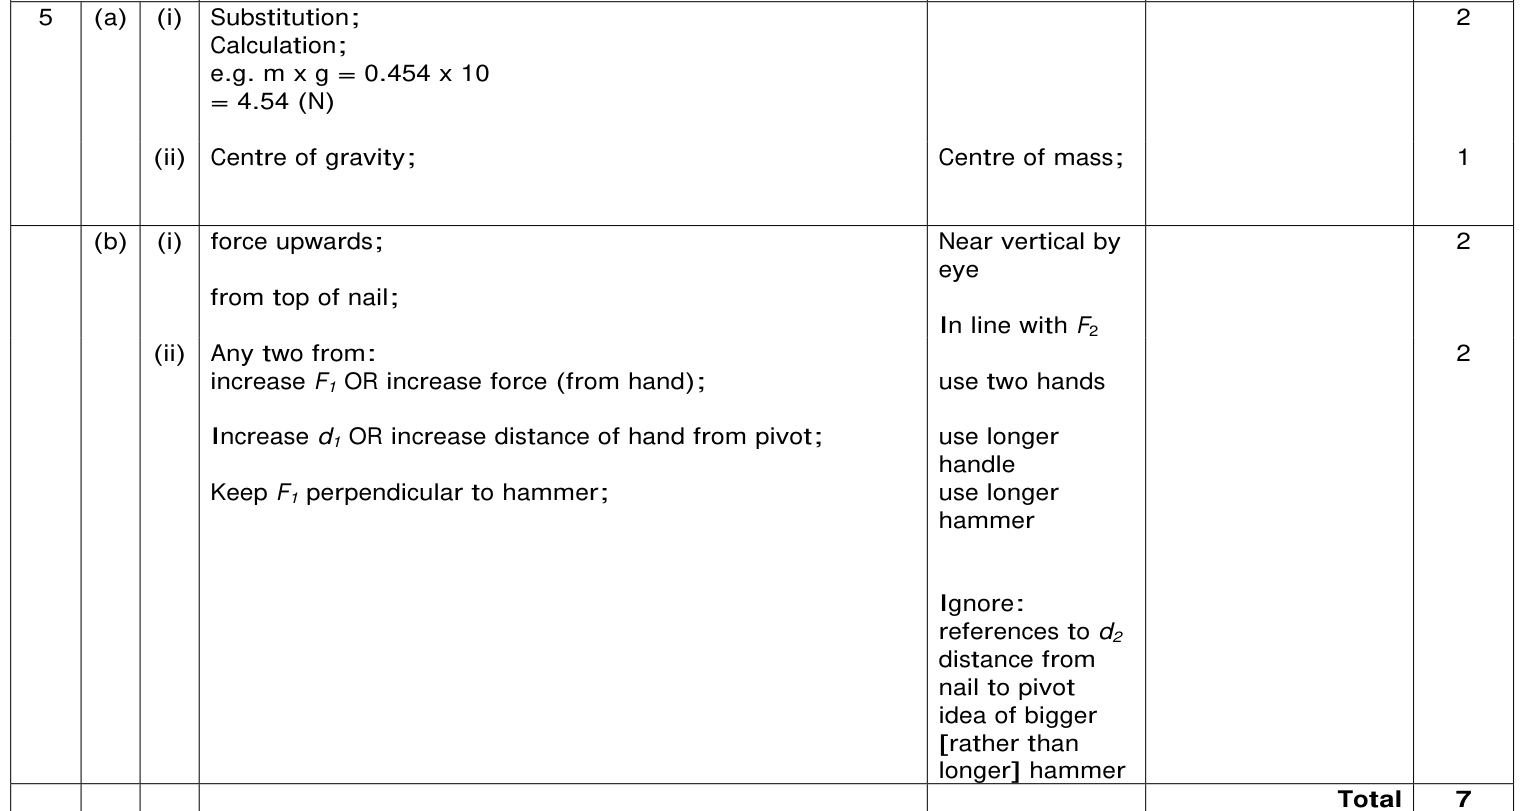 5 (a) (i) Substitution; 2
Calculation;
e.g. m x g = 0.454 x 10
= 4.54 (N)
(ii) Centre of gravity; Centre of mass; 1
(b) (i) force upwards; Near vertical by 2
eye
from top of nail;
In line with F2
(ii) Any two from: 2
increase F1 OR increase force (from hand); use two hands
Increase d1 OR increase distance of hand from pivot; use longer
handle
Keep F1 perpendicular to hammer; use longer
hammer
Ignore:
references to d2
distance from
nail to pivot
idea of bigger
[rather than
longer] hammer
Total 7